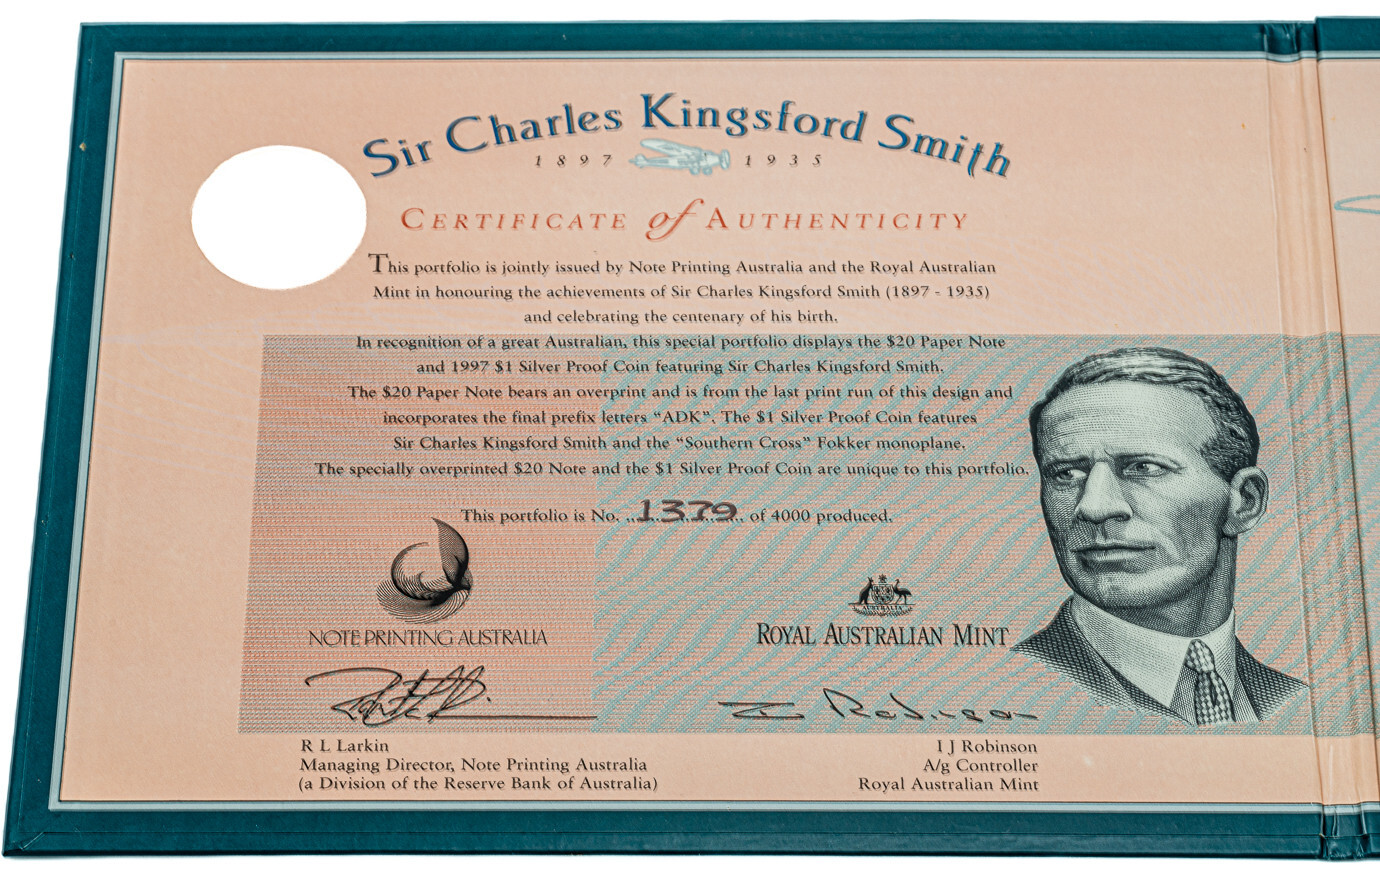 Sir Charles Kingsford Smith
1897 1935
CERTIFICATE of AUTHENTICITY
This portfolio is jointly issued by Note Printing Australia and the Royal Australian
Mint in honouring the achievements of Sir Charles Kingsford Smith (1897 - 1935)
and celebrating the centenary of his birth.
In recognition of a great Australian, this special portfolio displays the $20 Paper Note
and 1997 $1 Silver Proof Coin featuring Sir Charles Kingsford Smith.
The $20 Paper Note bears an overprint and is from the last print run of this design and
incorporates the final prefix letters “ADK”. The $1 Silver Proof Coin features
Sir Charles Kingsford Smith and the “Southern Cross” Fokker monoplane.
The specially overprinted $20 Note and the $1 Silver Proof Coin are unique to this portfolio.
This portfolio is No. 1379 of 4000 produced.
AUSTRALIA
NOTE PRINTING AUSTRALIA
ROYAL AUSTRALIAN MINT
I J Robinson
R L Larkin
I J Robinson
Managing Director, Note Printing Australia
A/g Controller
(a Division of the Reserve Bank of Australia)
Royal Australian Mint